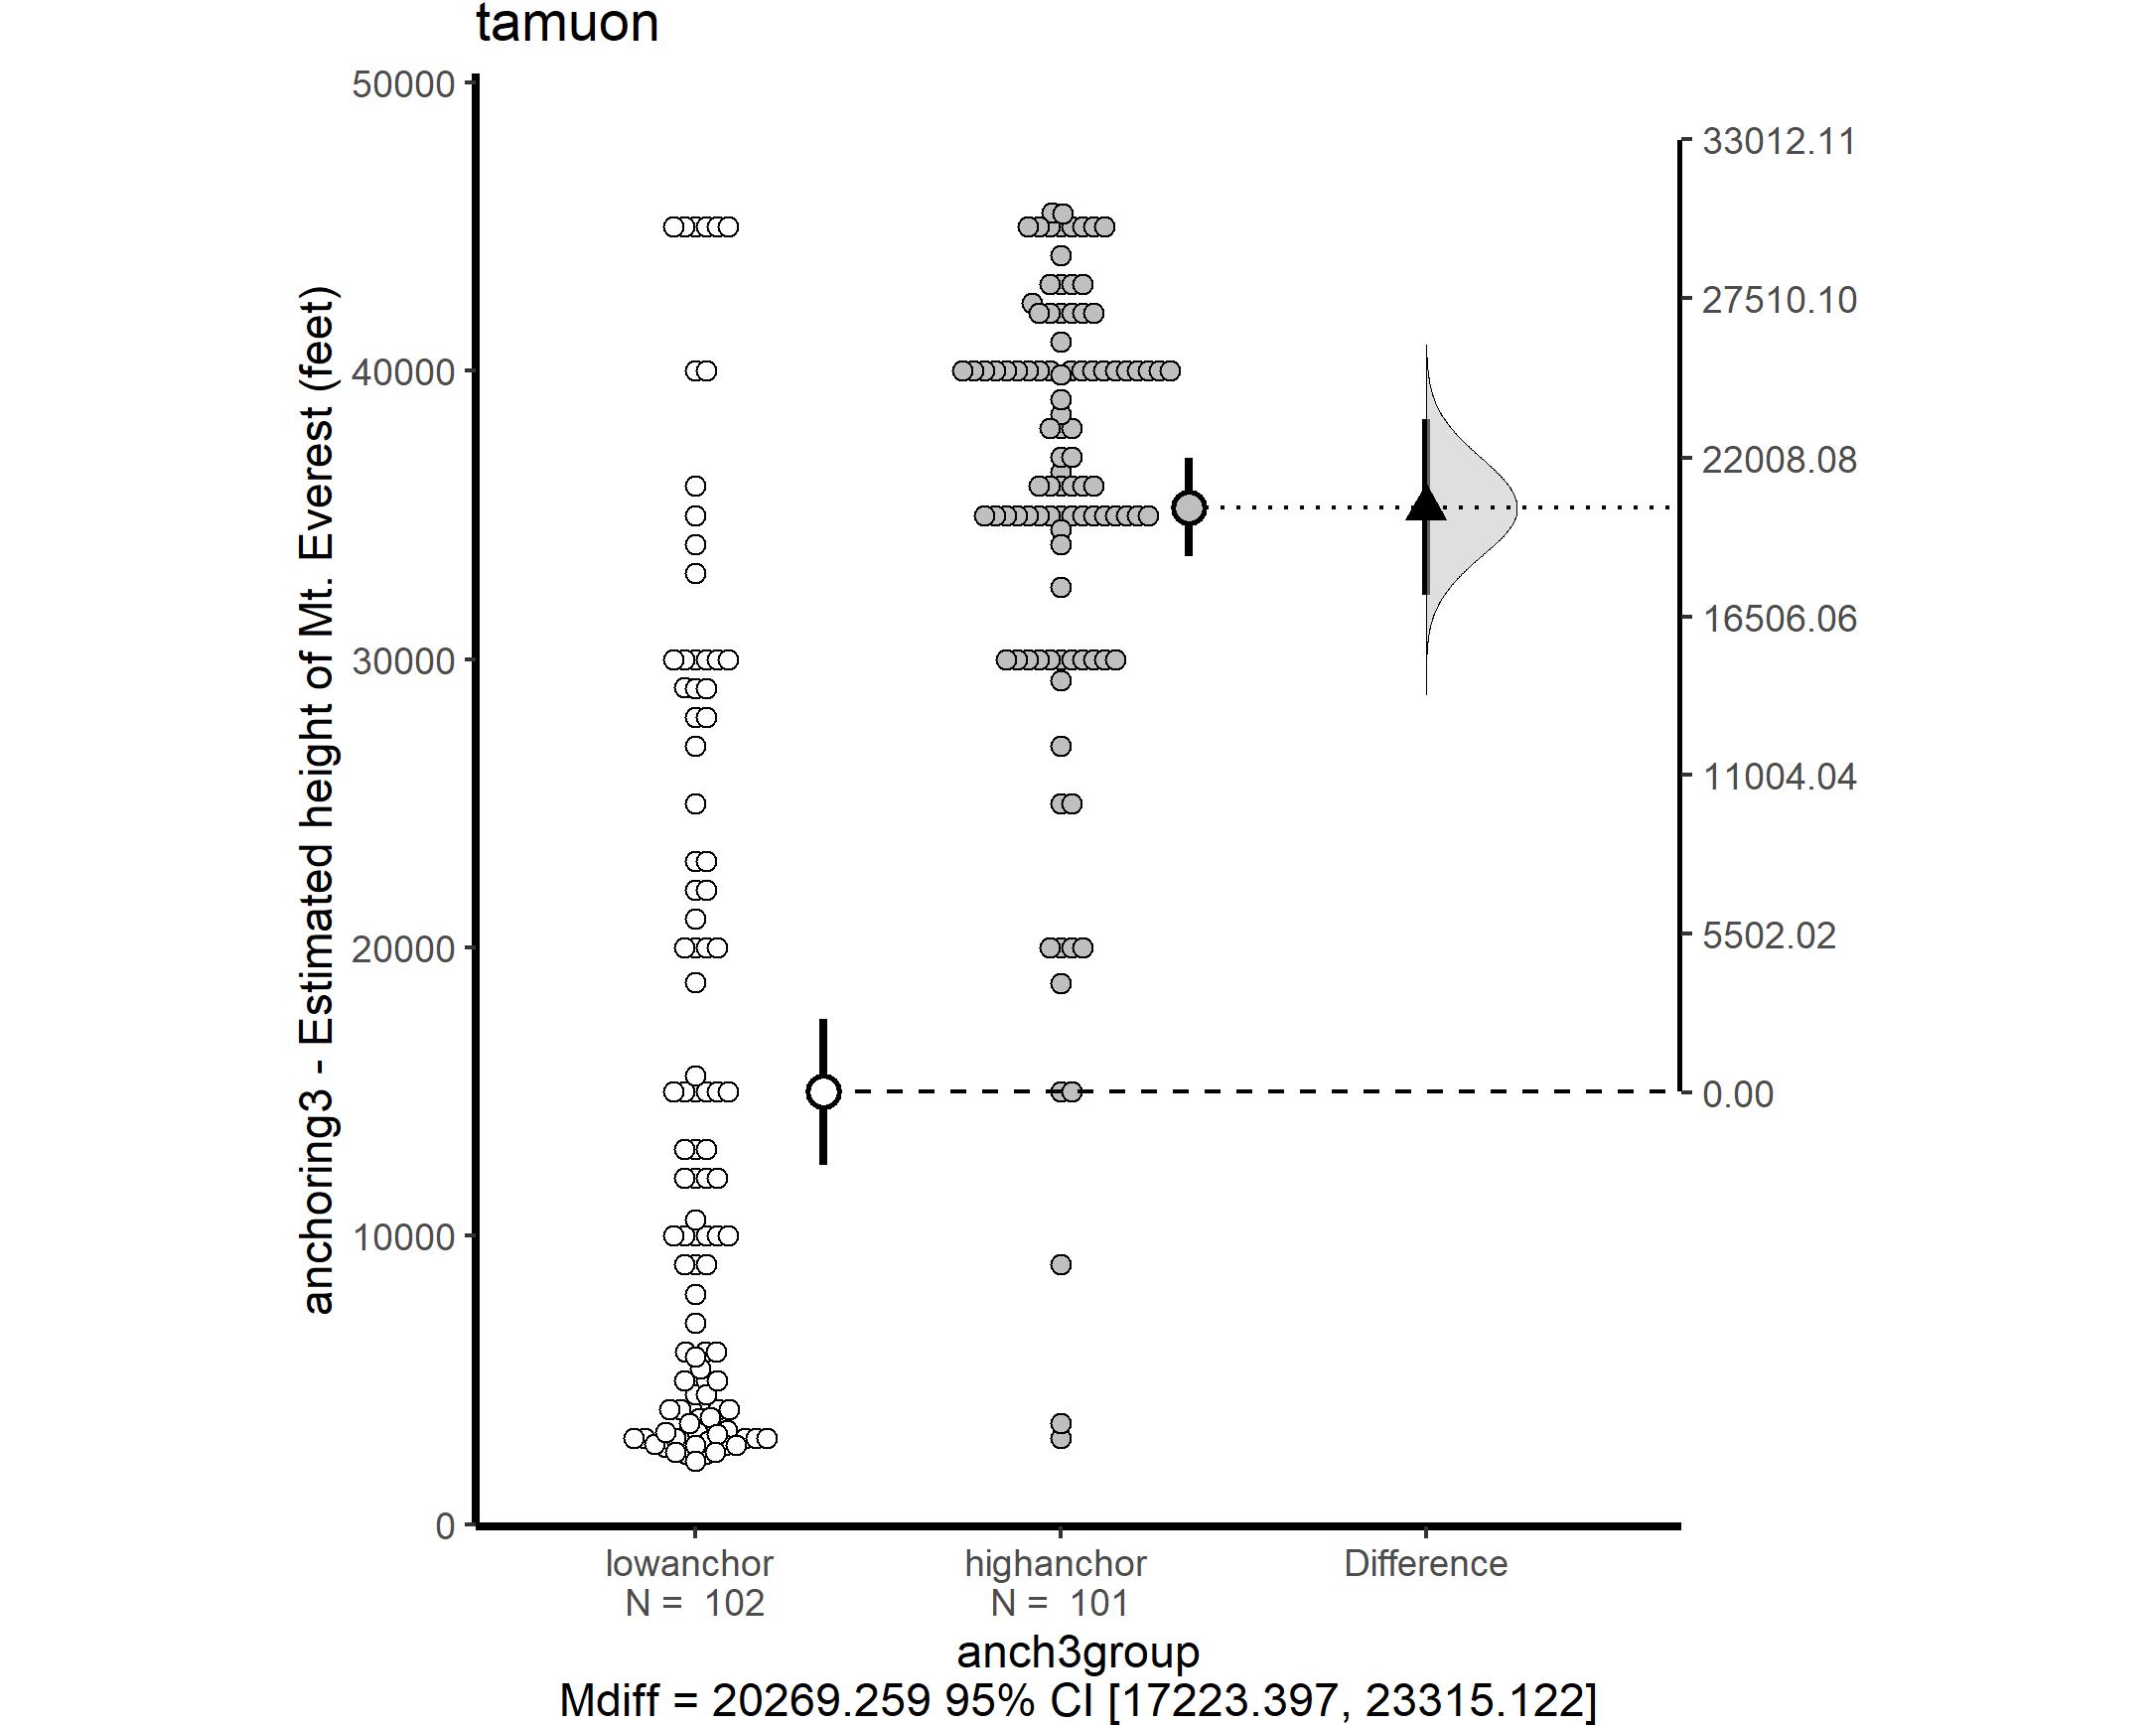 tamuon
anchoring3 - Estimated height of Mt. Everest (feet)
50000
40000
30000
20000
10000
0
33012.11
27510.10
22008.08
16506.06
11004.04
5502.02
0.00
lowanchor
N =  102
highanchor
N =  101
Difference
anch3group
Mdiff = 20269.259 95% CI [17223.397, 23315.122]